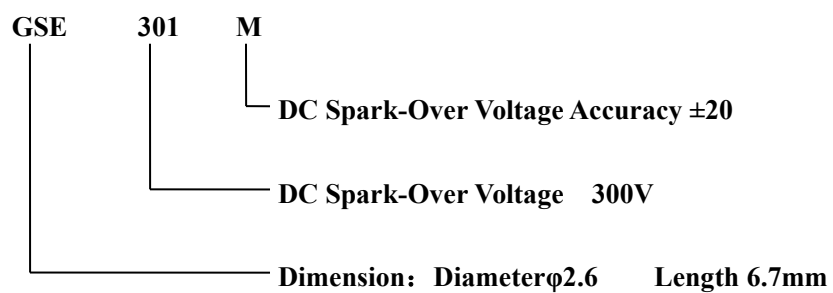 GSE 301 M
DC Spark-Over Voltage Accuracy ±20
DC Spark-Over Voltage 300V
Dimension：Diameterφ2.6 Length 6.7mm